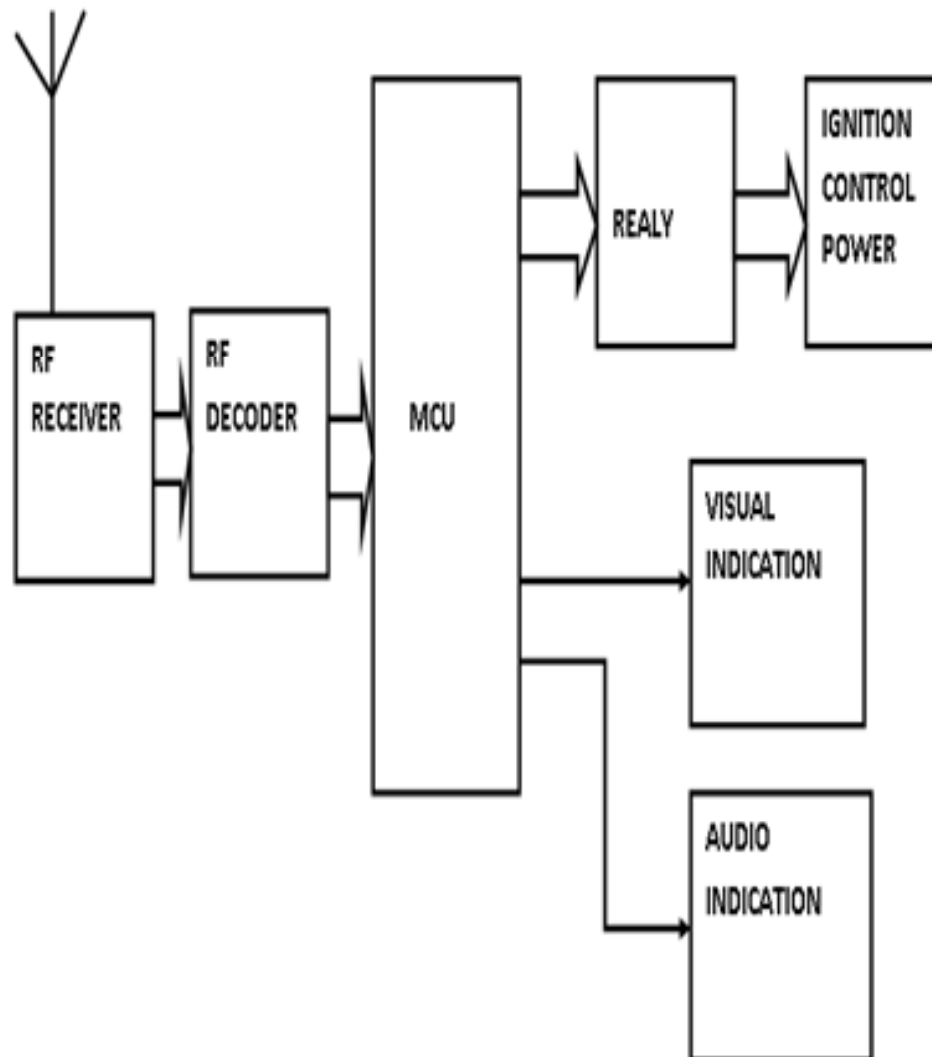 RF
RECEIVER
RF
DECODER
MCU
REALY
IGNITION
CONTROL
POWER
VISUAL
INDICATION
AUDIO
INDICATION